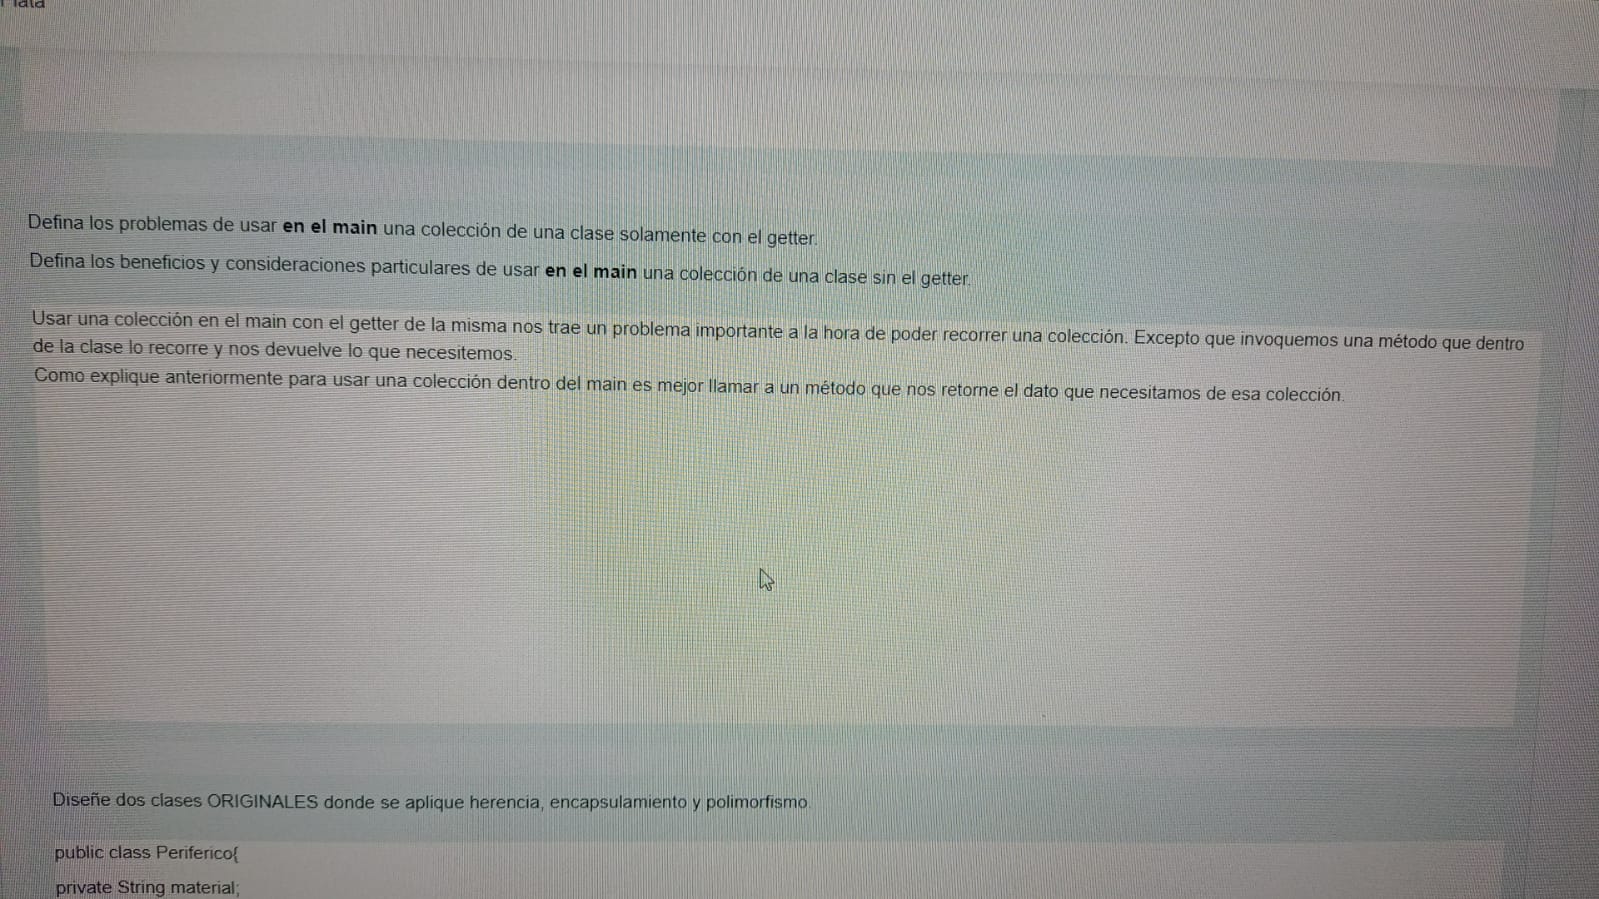 Plata
Defina los problemas de usar en el main una colección de una clase solamente con el getter.
Defina los beneficios y consideraciones particulares de usar en el main una colección de una clase sin el getter.
Usar una colección en el main con el getter de la misma nos trae un problema importante a la hora de poder recorrer una colección. Excepto que invoquemos una método que dentro
de la clase lo recorre y nos devuelve lo que necesitemos.
Como explique anteriormente para usar una colección dentro del main es mejor llamar a un método que nos retorne el dato que necesitamos de esa colección.
Diseñe dos clases ORIGINALES donde se aplique herencia, encapsulamiento y polimorfismo.
public class Periferico{
private String material;